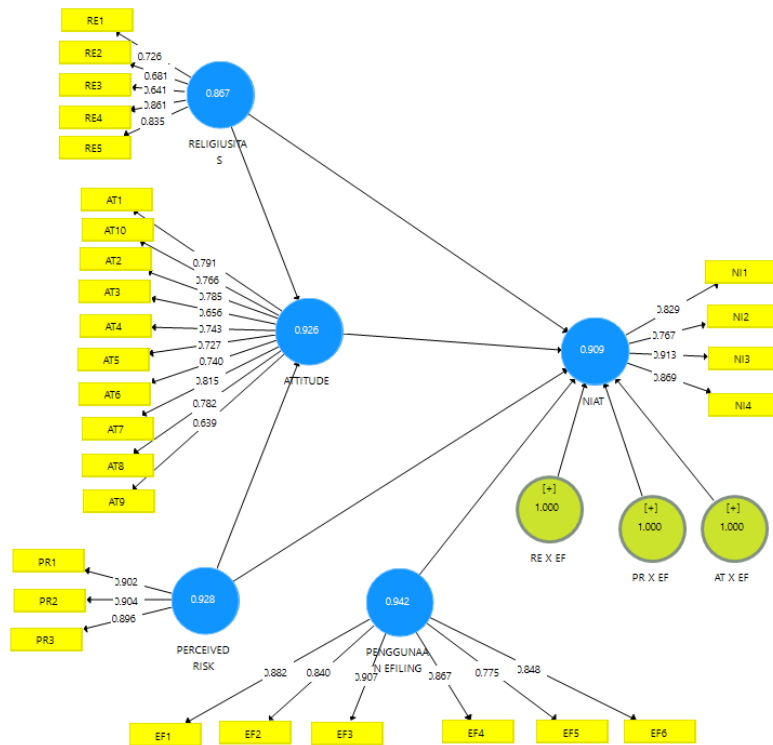 RE1
RE2
RE3
RE4
RE5
0.726
0.681
0.641
0.861
0.835
0.867
RELIGIUSITA
S
AT1
AT10
AT2
AT3
AT4
AT5
AT6
AT7
AT8
AT9
0.791
0.766
0.785
0.656
0.743
0.727
0.740
0.815
0.782
0.639
0.926
ATTITUDE
NI1
NI2
NI3
NI4
0.829
0.767
0.913
0.869
0.909
NIAT
[+]
1.000
RE X EF
[+]
1.000
PR X EF
[+]
1.000
AT X EF
PR1
PR2
PR3
0.902
0.904
0.896
0.928
PERCEIVED
RISK
0.942
PENGGUNAA
N EFILING
0.882
0.840
0.907
0.867
0.775
0.848
EF1
EF2
EF3
EF4
EF5
EF6